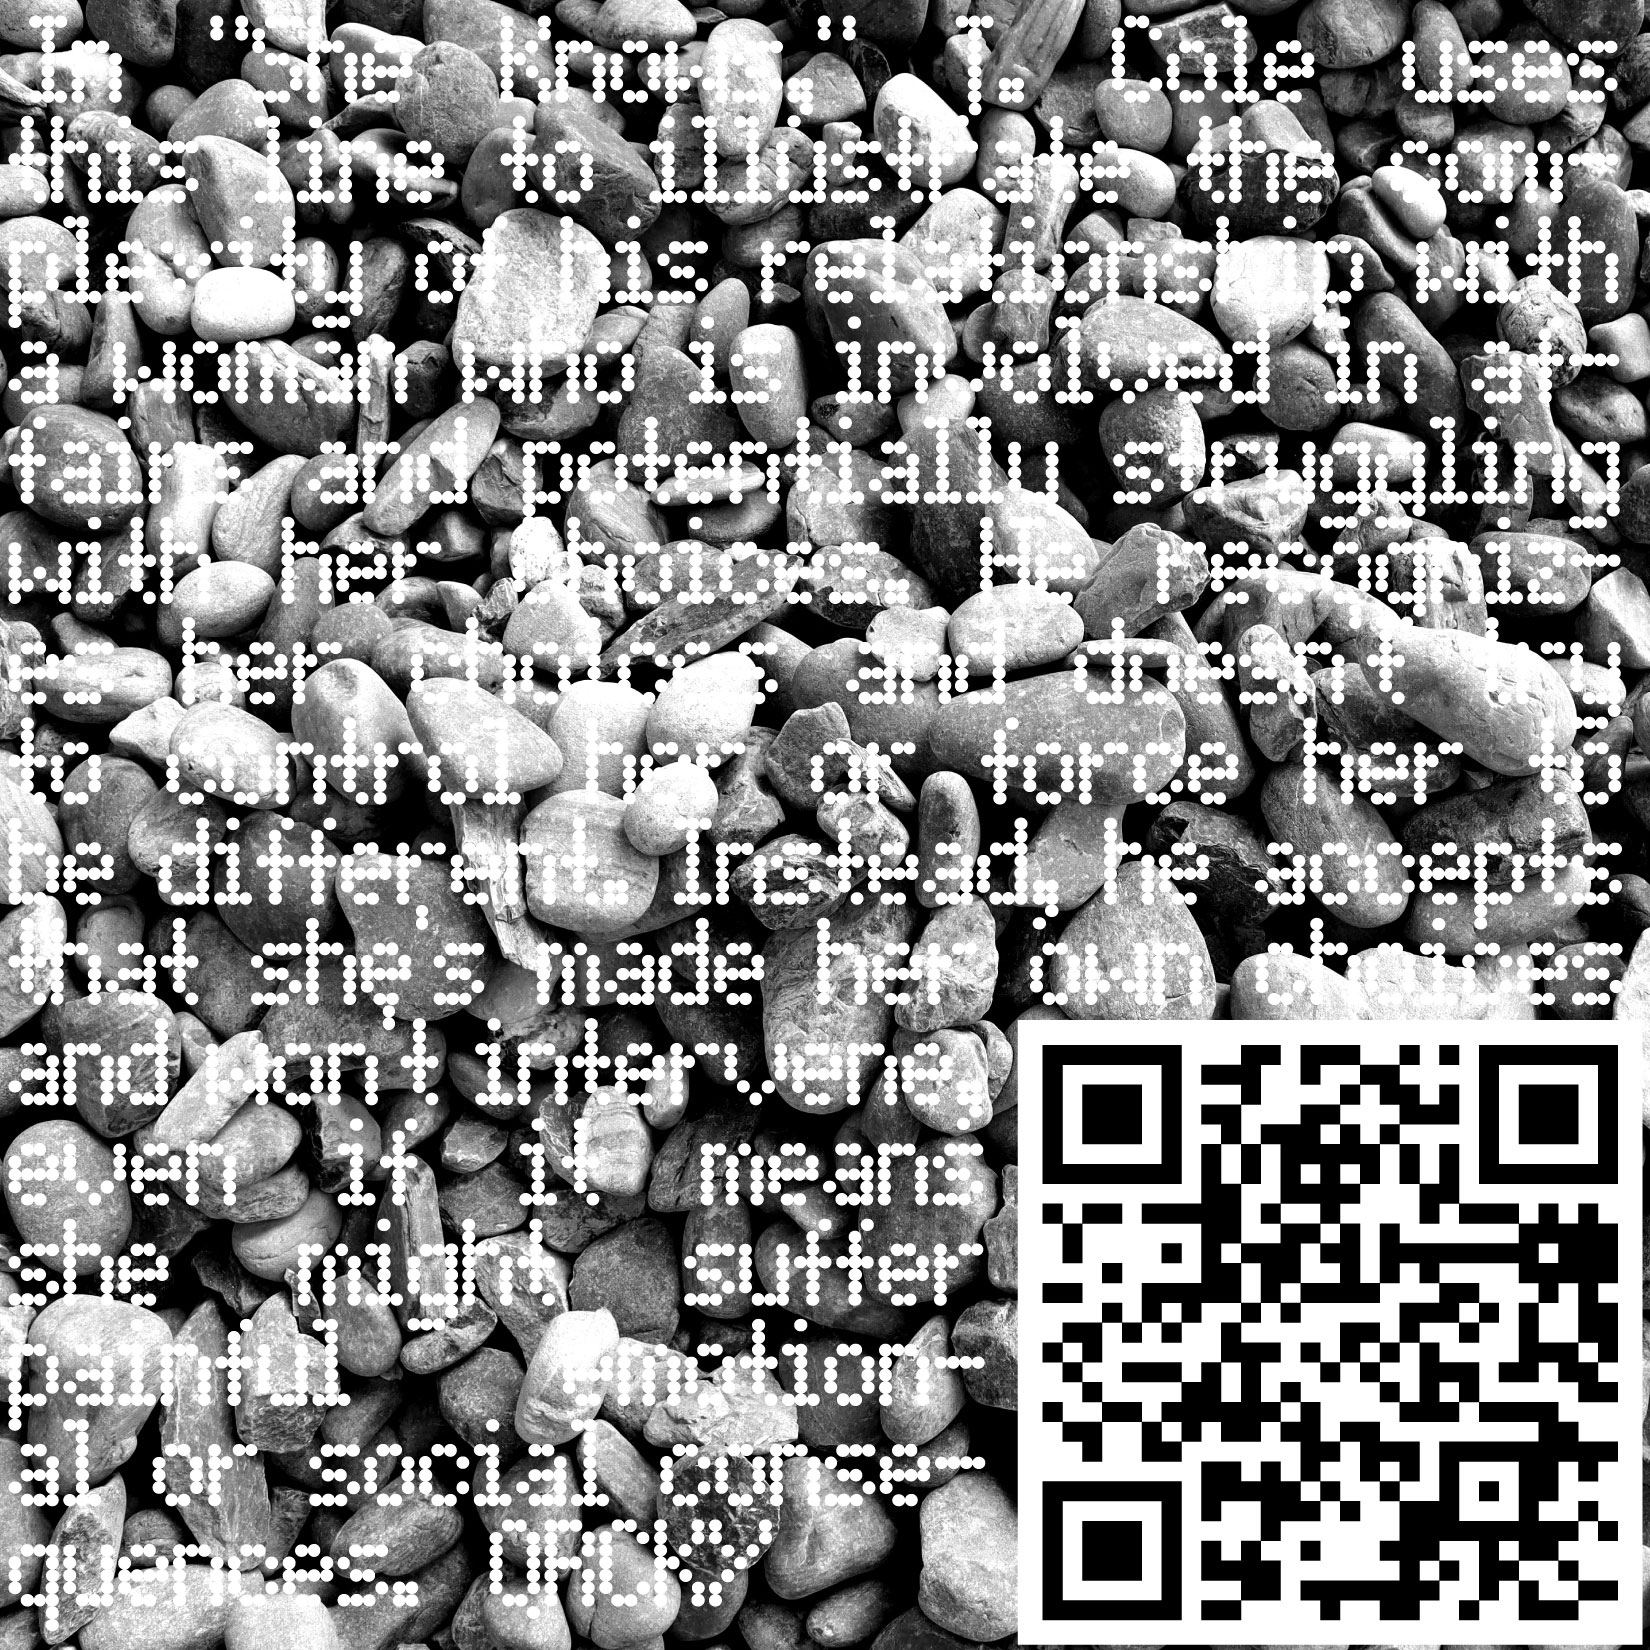 In "She Knows," J. Cole uses
this line to illustrate the com-
plexity of his relationship with
a woman who is involved in af-
fairs and potentially struggling
with her choices. He recogniz-
es her choices and doesn't try
to control her or force her to
be different. Instead, he accepts
that she's made her own choices
and won't intervene,
even if it means
she might suffer
painful emotion-
al or social conse-
quences.